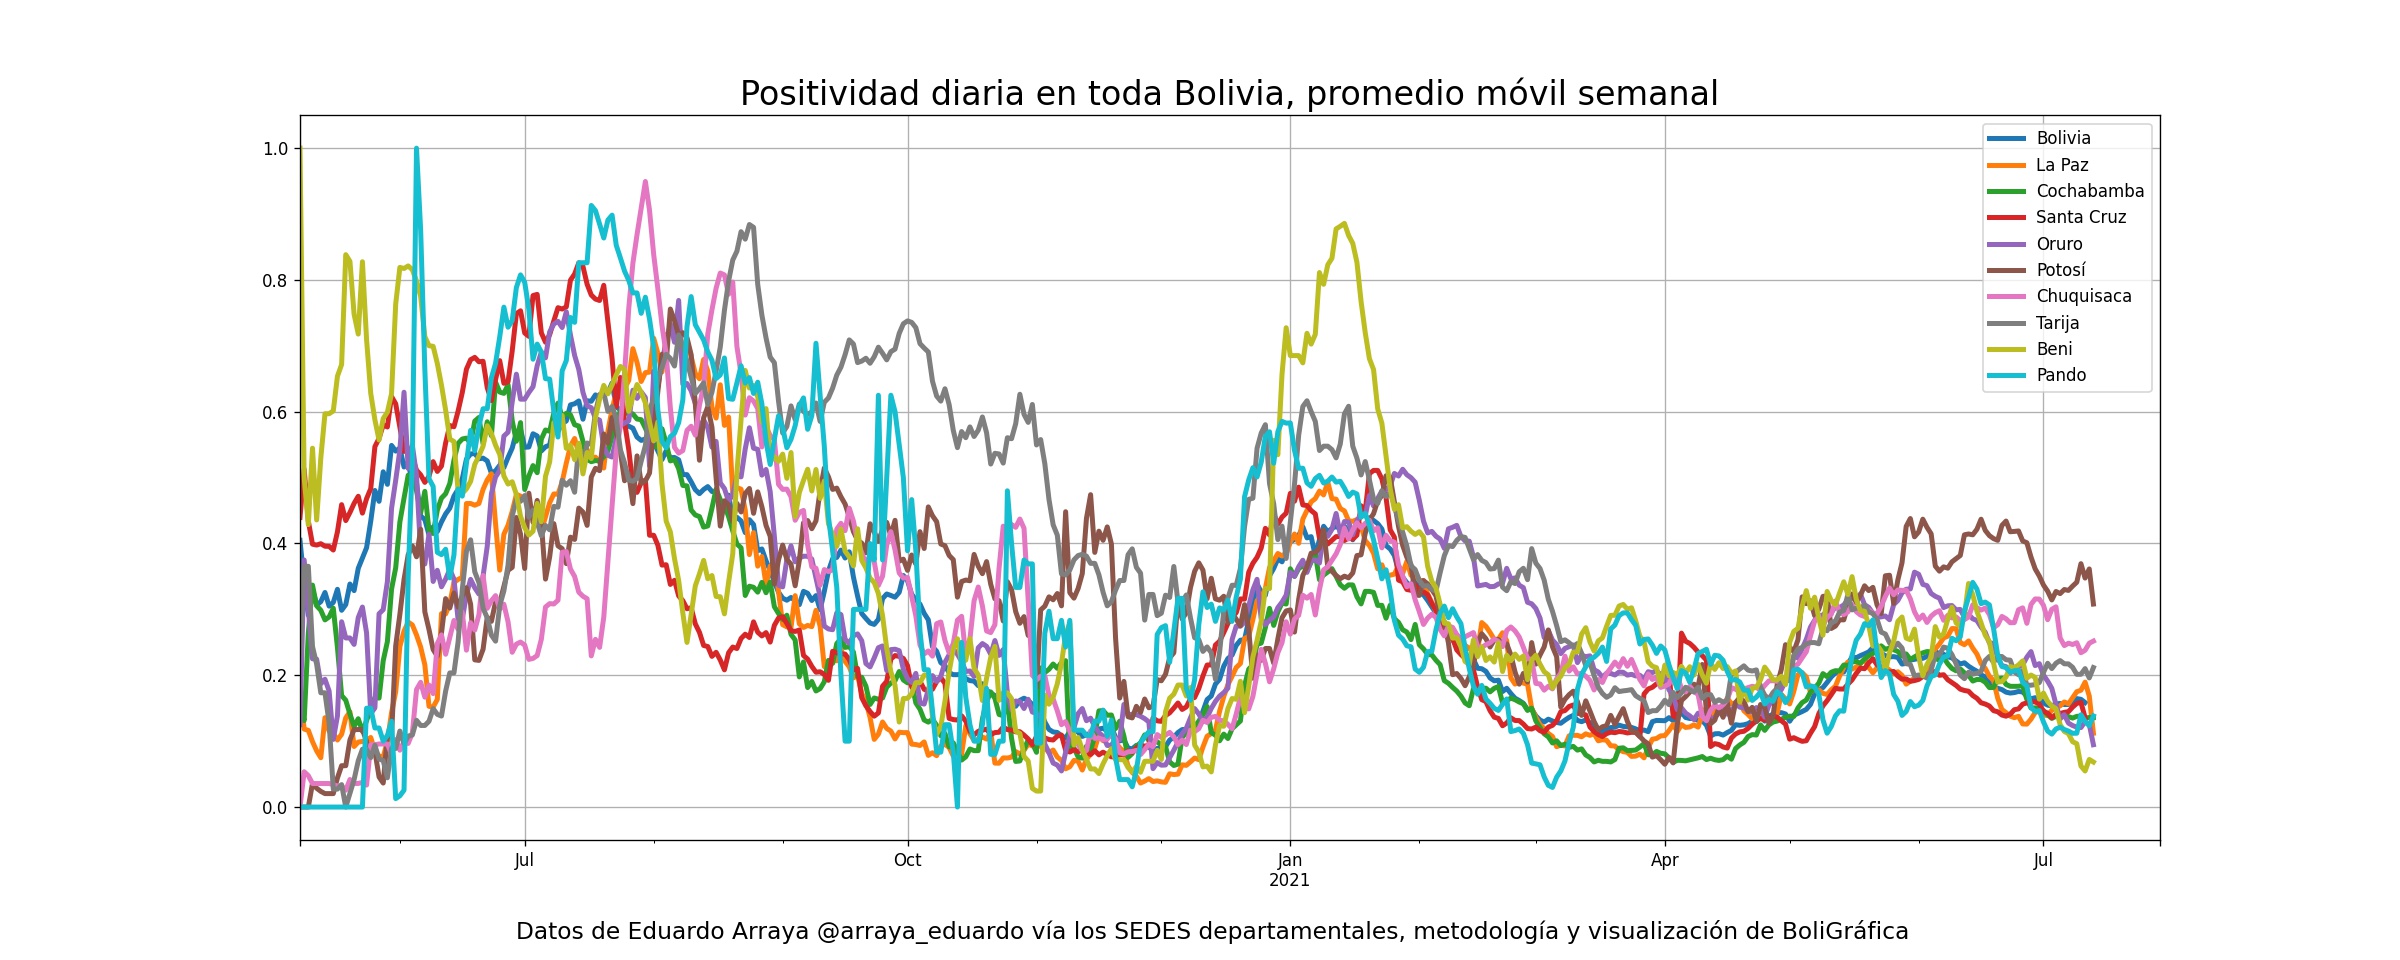 Positividad diaria en toda Bolivia, promedio móvil semanal
1.0
0.8
0.6
0.4
0.2
0.0
Bolivia
La Paz
Cochabamba
Santa Cruz
Oruro
Potosí
Chuquisaca
Tarija
Beni
Pando
Jul Oct Jan Apr Jul
2021
Datos de Eduardo Arraya @arraya_eduardo vía los SEDES departamentales, metodología y visualización de BoliGráfica